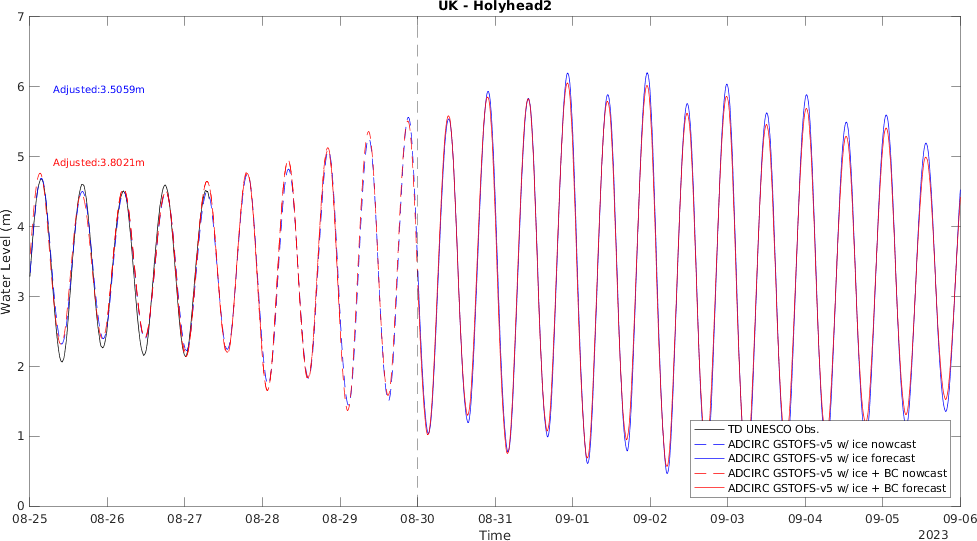 UK - Holyhead2
7
6
5
4
3
2
1
0
Water Level (m)
Adjusted:3.5059m
Adjusted:3.8021m
TD UNESCO Obs.
ADCIRC GSTOFS-v5 w/ ice nowcast
ADCIRC GSTOFS-v5 w/ ice forecast
ADCIRC GSTOFS-v5 w/ ice + BC nowcast
ADCIRC GSTOFS-v5 w/ ice + BC forecast
08-25 08-26 08-27 08-28 08-29 08-30 08-31 09-01 09-02 09-03 09-04 09-05 09-06
Time
2023